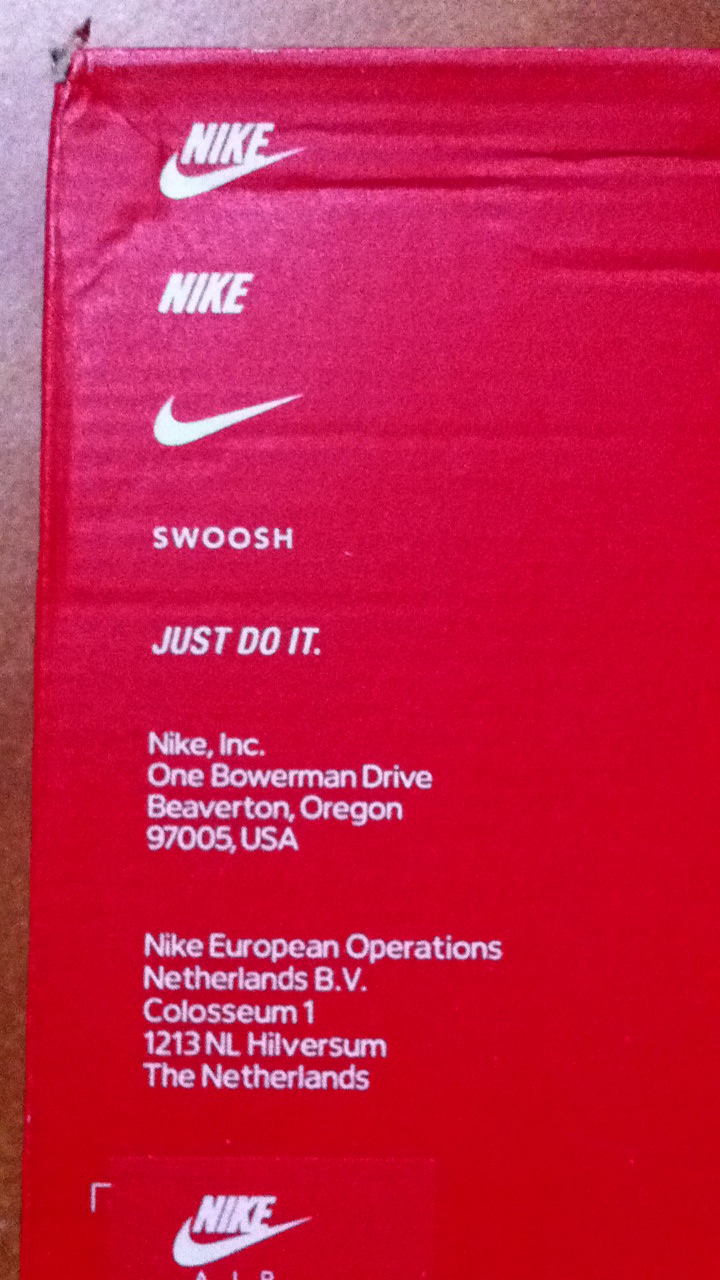 NIKE
NIKE
SWOOSH
JUST DO IT.
Nike, Inc.
One Bowerman Drive
Beaverton, Oregon
97005, USA
Nike European Operations
Netherlands B.V.
Colosseum 1
1213 NL Hilversum
The Netherlands
NIKE
AIR